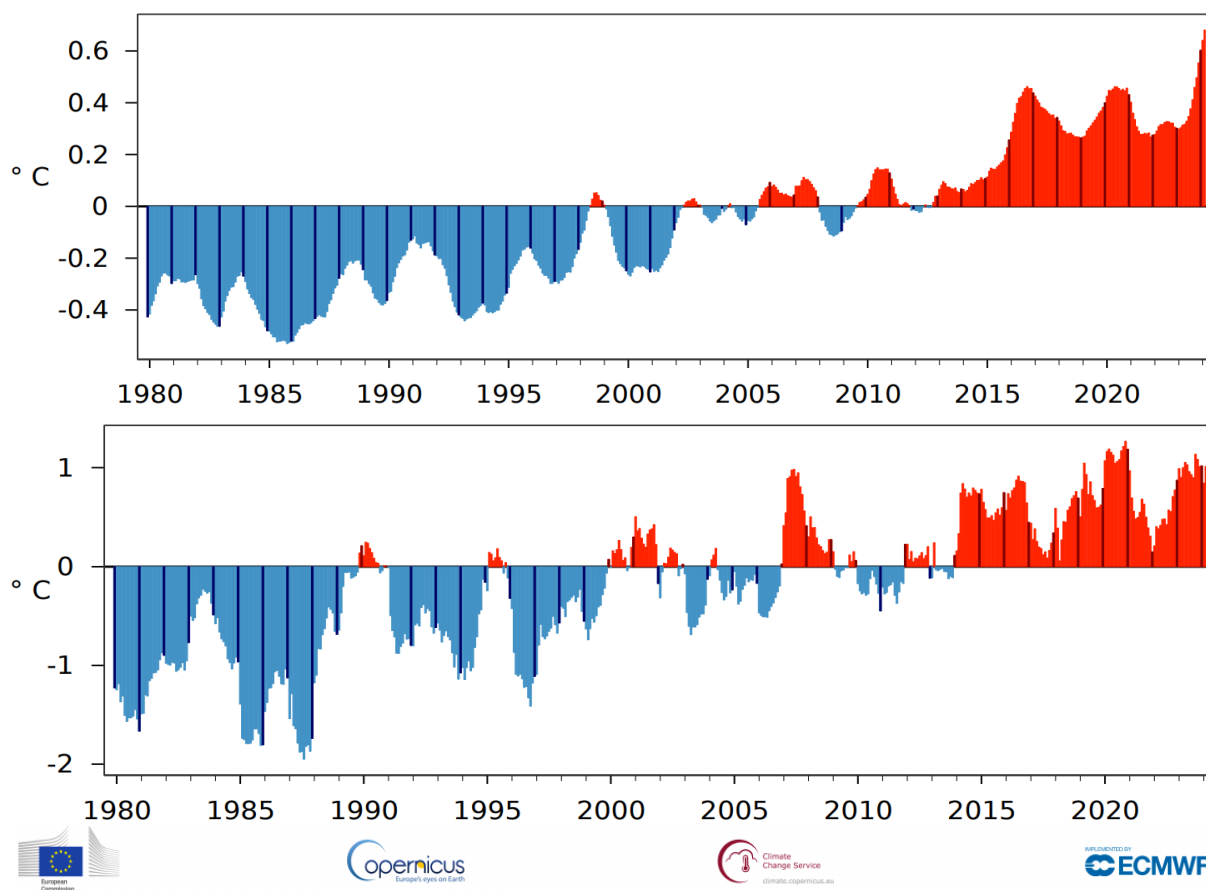 0.6
0.4
0.2
° C
0
-0.2
-0.4
1980 1985 1990 1995 2000 2005 2010 2015 2020
1
0
° C
-1
-2
1980 1985 1990 1995 2000 2005 2010 2015 2020
European
Commission
opernicus
Europe's eyes on Earth
Climate
Change Service
climate.copernicus.eu
IMPLEMENTED BY
ECMWF